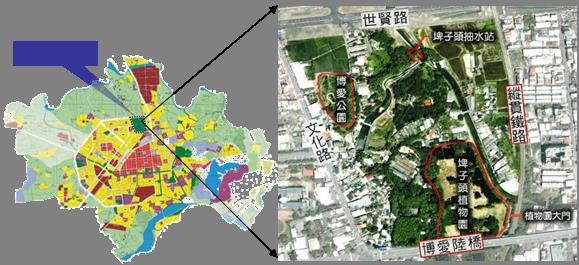 世賢路
埤子頭抽水站
博愛公園
縱貫鐵路
文化路
埤子頭植物園
植物園大門
博愛陸橋